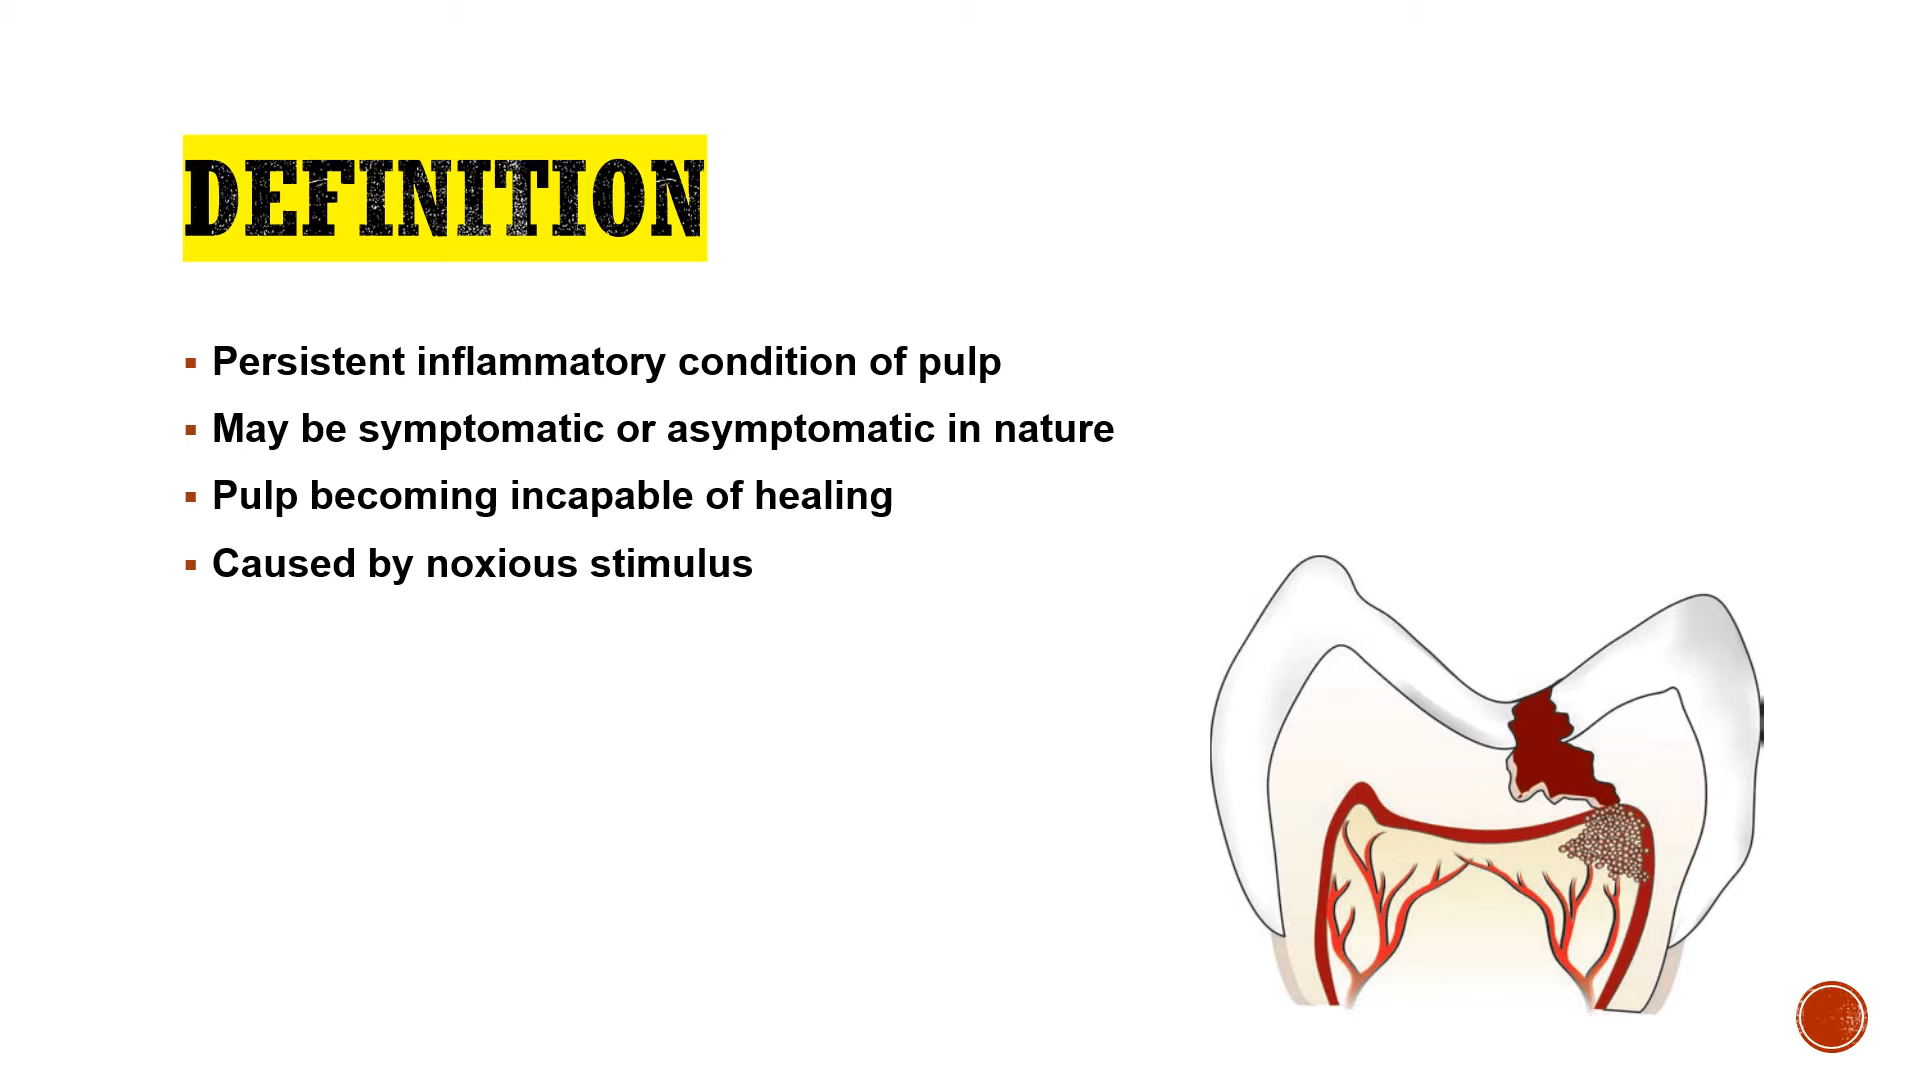 DEFINITION
▪ Persistent inflammatory condition of pulp
▪ May be symptomatic or asymptomatic in nature
▪ Pulp becoming incapable of healing
▪ Caused by noxious stimulus